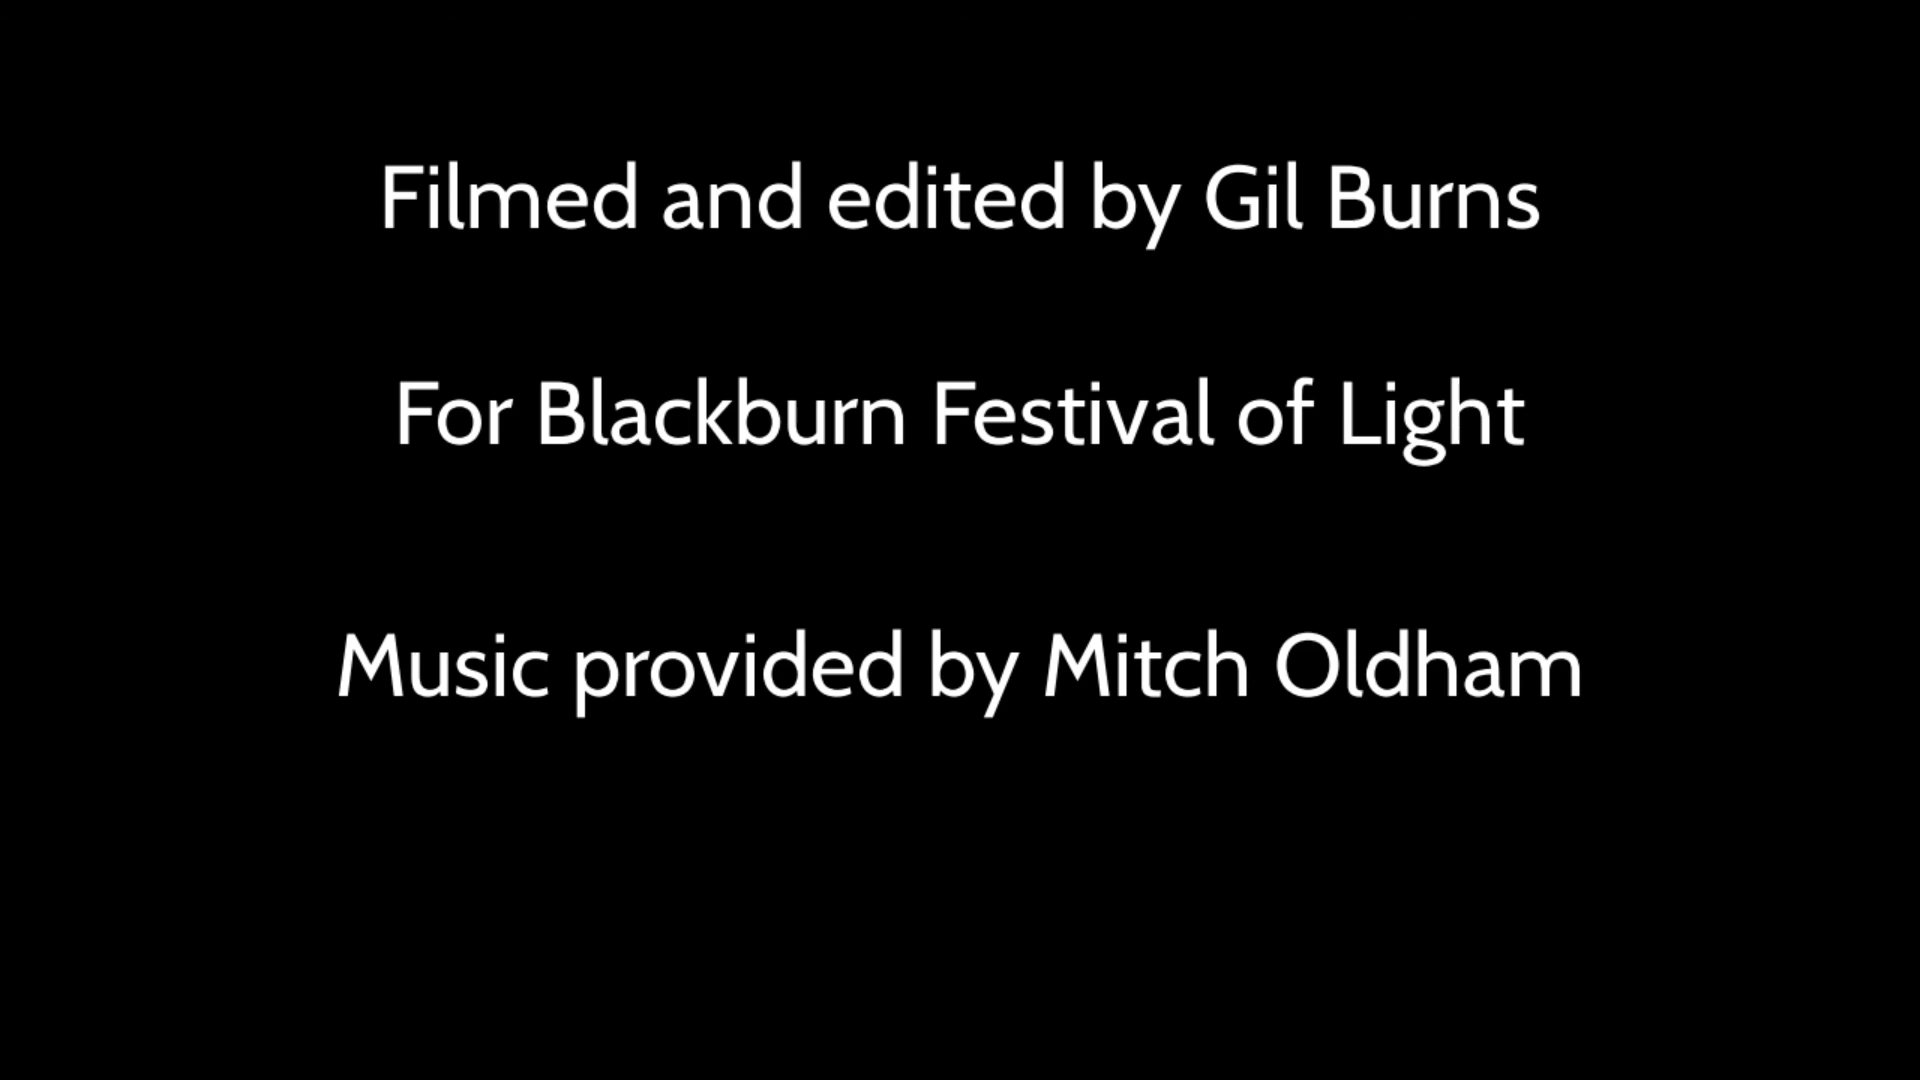 Filmed and edited by Gil Burns
For Blackburn Festival of Light
Music provided by Mitch Oldham